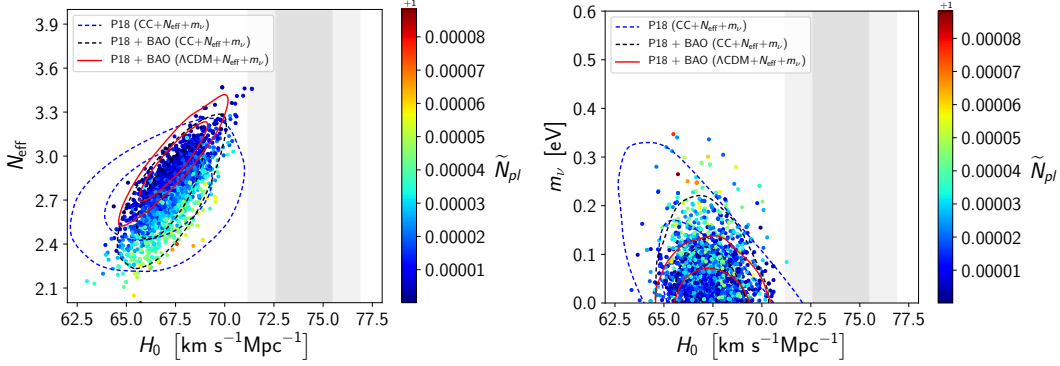 P18 (CC+N_eff+m_ν)
P18 + BAO (CC+N_eff+m_ν)
P18 + BAO (ΛCDM+N_eff+m_ν)
3.9
3.6
3.3
3.0
2.7
2.4
2.1
N_eff
62.5 65.0 67.5 70.0 72.5 75.0 77.5
H_0 [km s^−1 Mpc^−1]
+1
0.00008
0.00007
0.00006
0.00005
0.00004
0.00003
0.00002
0.00001
Ñ_pl
P18 (CC+N_eff+m_ν)
P18 + BAO (CC+N_eff+m_ν)
P18 + BAO (ΛCDM+N_eff+m_ν)
0.6
0.5
0.4
0.3
0.2
0.1
0.0
m_ν [eV]
62.5 65.0 67.5 70.0 72.5 75.0 77.5
H_0 [km s^−1 Mpc^−1]
+1
0.00008
0.00007
0.00006
0.00005
0.00004
0.00003
0.00002
0.00001
Ñ_pl